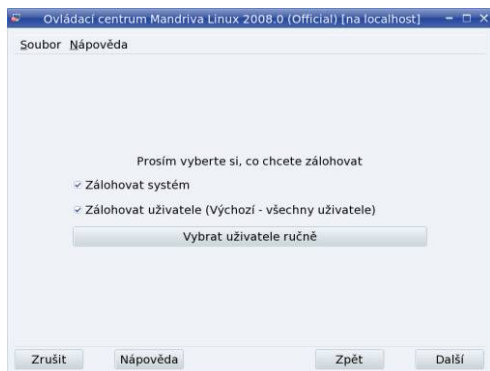 Ovládací centrum Mandriva Linux 2008.0 (Official) [na localhost]
Soubor Nápověda
Prosím vyberte si, co chcete zálohovat
Zálohovat systém
Zálohovat uživatele (Výchozí - všechny uživatele)
Vybrat uživatele ručně
Zrušit Nápověda Zpět Další